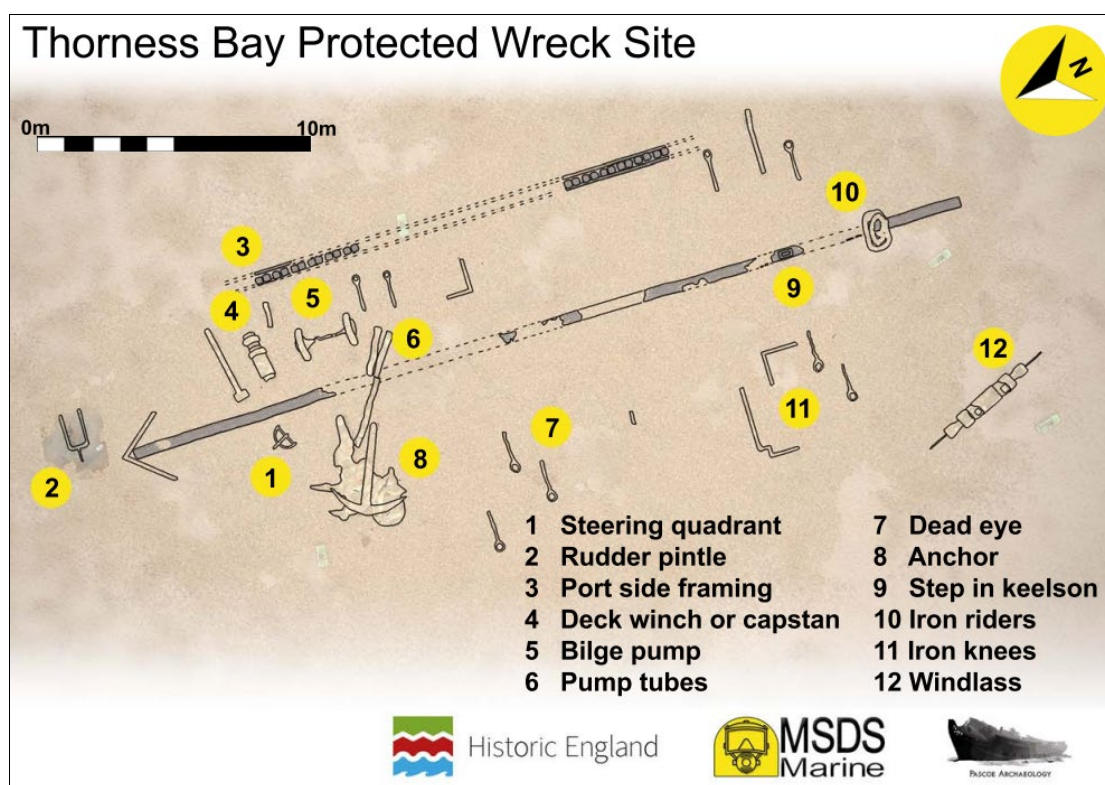 Thorness Bay Protected Wreck Site
N
0m 10m
10
3
9
4
5
6
12
11
7
1
8
2
1 Steering quadrant
2 Rudder pintle
3 Port side framing
4 Deck winch or capstan
5 Bilge pump
6 Pump tubes
7 Dead eye
8 Anchor
9 Step in keelson
10 Iron riders
11 Iron knees
12 Windlass
Historic England
MSDS
Marine
PASCOE ARCHAEOLOGY